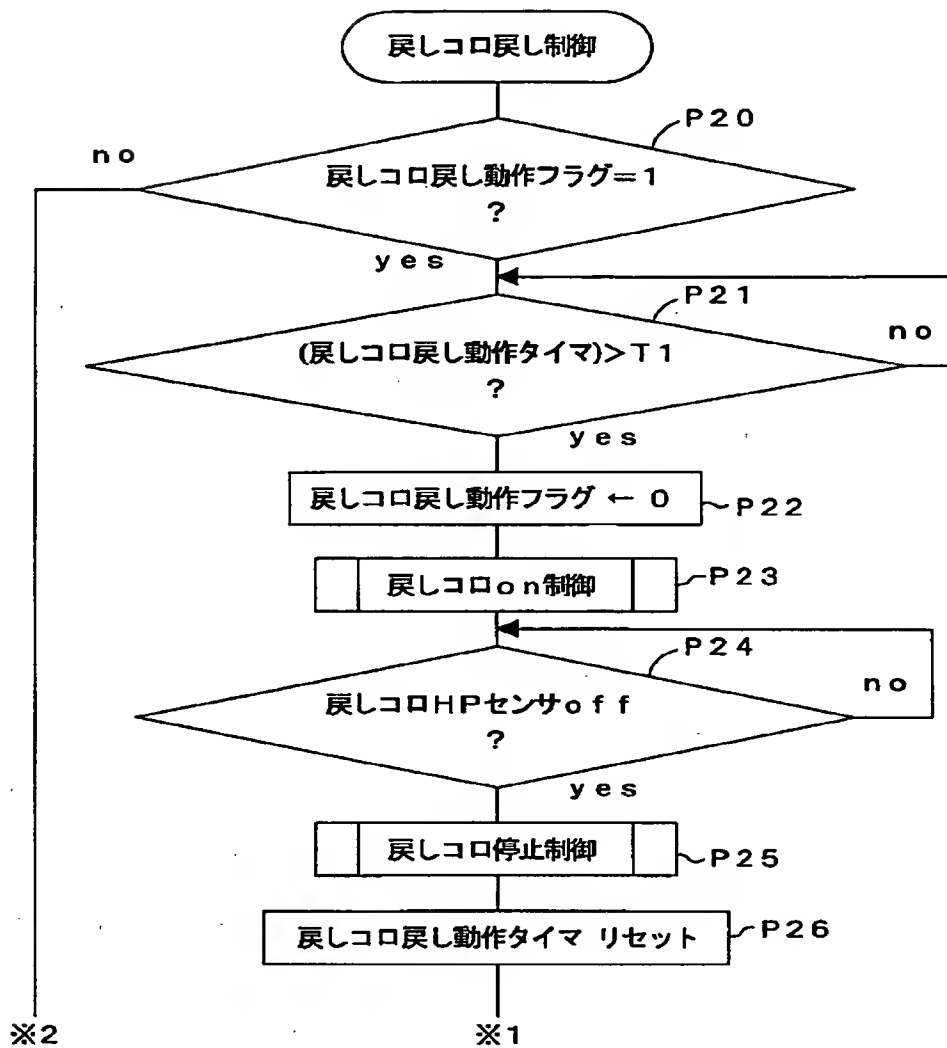 戻しコロ戻し制御
P20
no
戻しコロ戻し動作フラグ=1
?
yes
P21
no
(戻しコロ戻し動作タイマ)>T1
?
yes
戻しコロ戻し動作フラグ ← 0
P22
戻しコロon制御
P23
P24
no
戻しコロHPセンサoff
?
yes
戻しコロ停止制御
P25
戻しコロ戻し動作タイマ リセット
P26
※2
※1